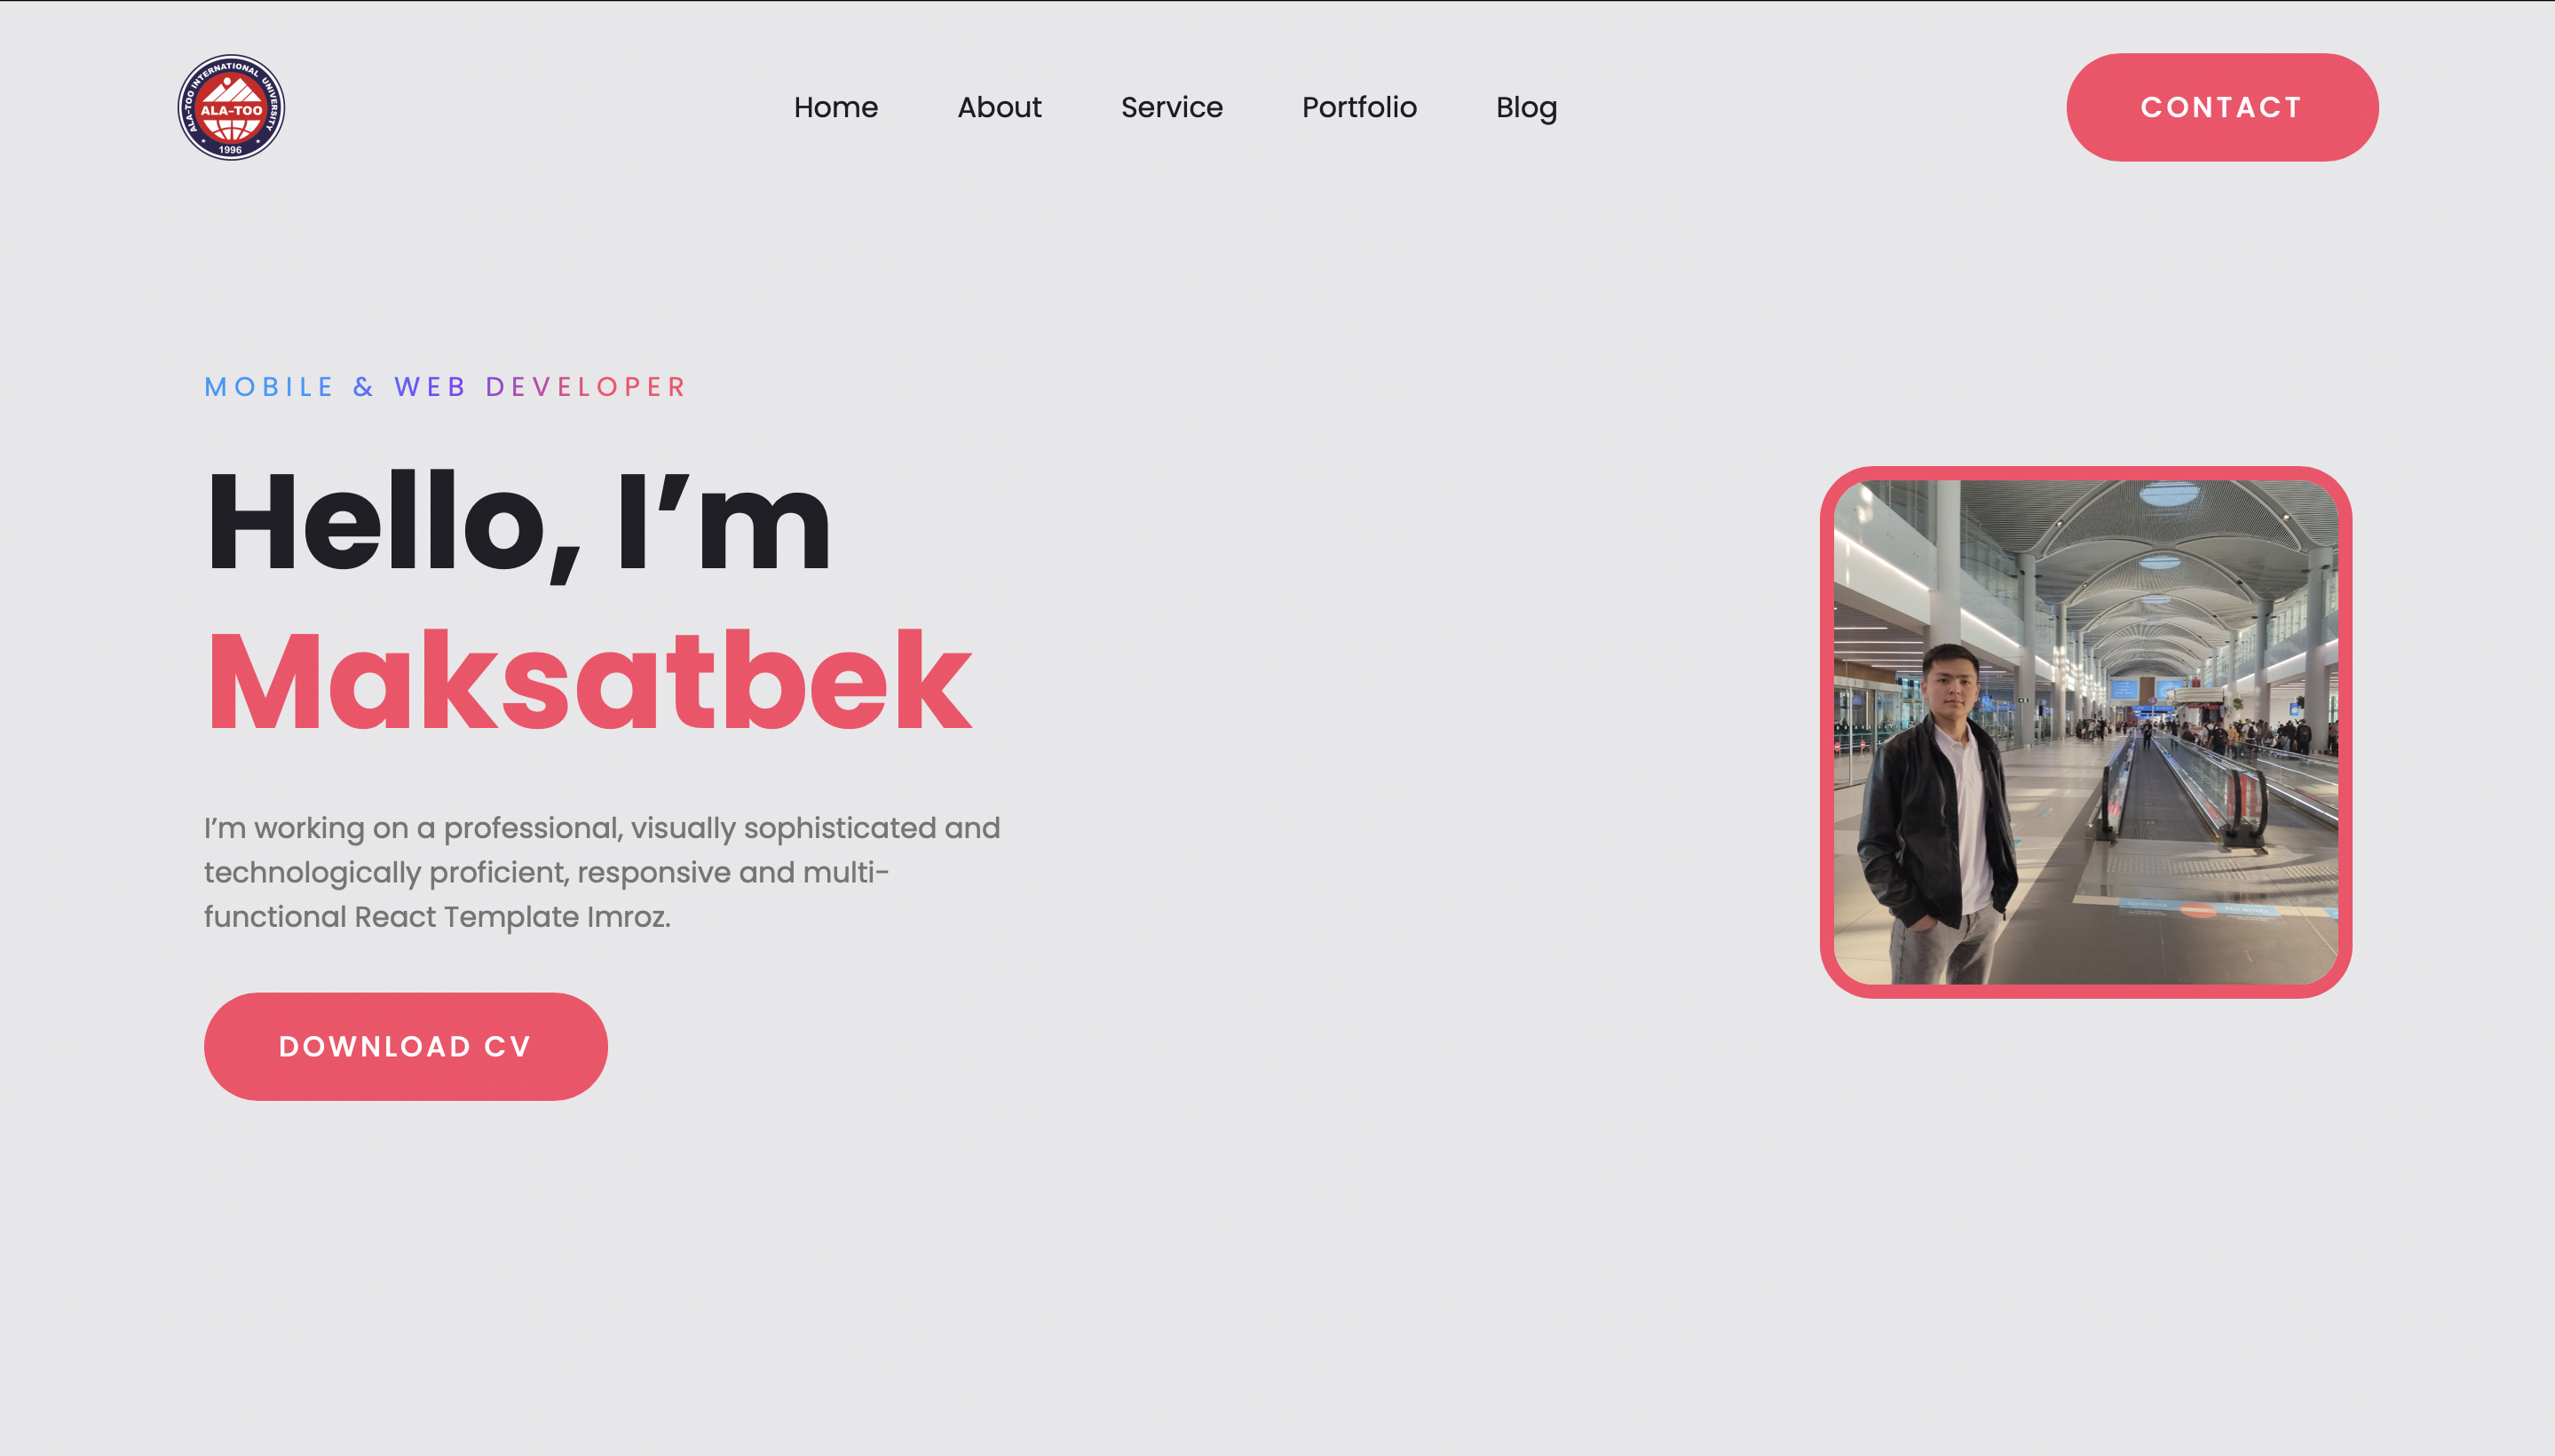 ALA-TOO INTERNATIONAL UNIVERSITY
ALA-TOO
1996
Home
About
Service
Portfolio
Blog
CONTACT
MOBILE & WEB DEVELOPER
Hello, I’m
Maksatbek
I’m working on a professional, visually sophisticated and
technologically proficient, responsive and multi-
functional React Template Imroz.
DOWNLOAD CV